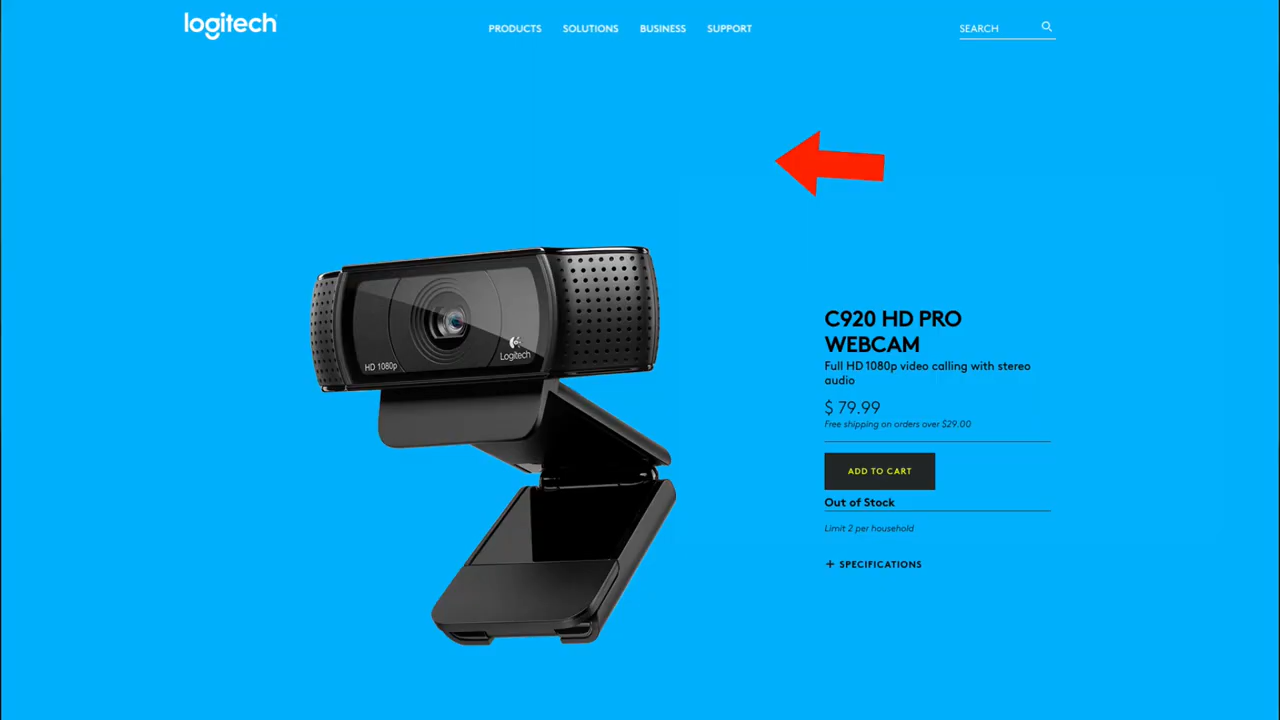 logitech
PRODUCTS SOLUTIONS BUSINESS SUPPORT
SEARCH
HD 1080p
Logitech
C920 HD PRO
WEBCAM
Full HD 1080p video calling with stereo
audio
$ 79.99
Free shipping on orders over $29.00
ADD TO CART
Out of Stock
Limit 2 per household
+ SPECIFICATIONS